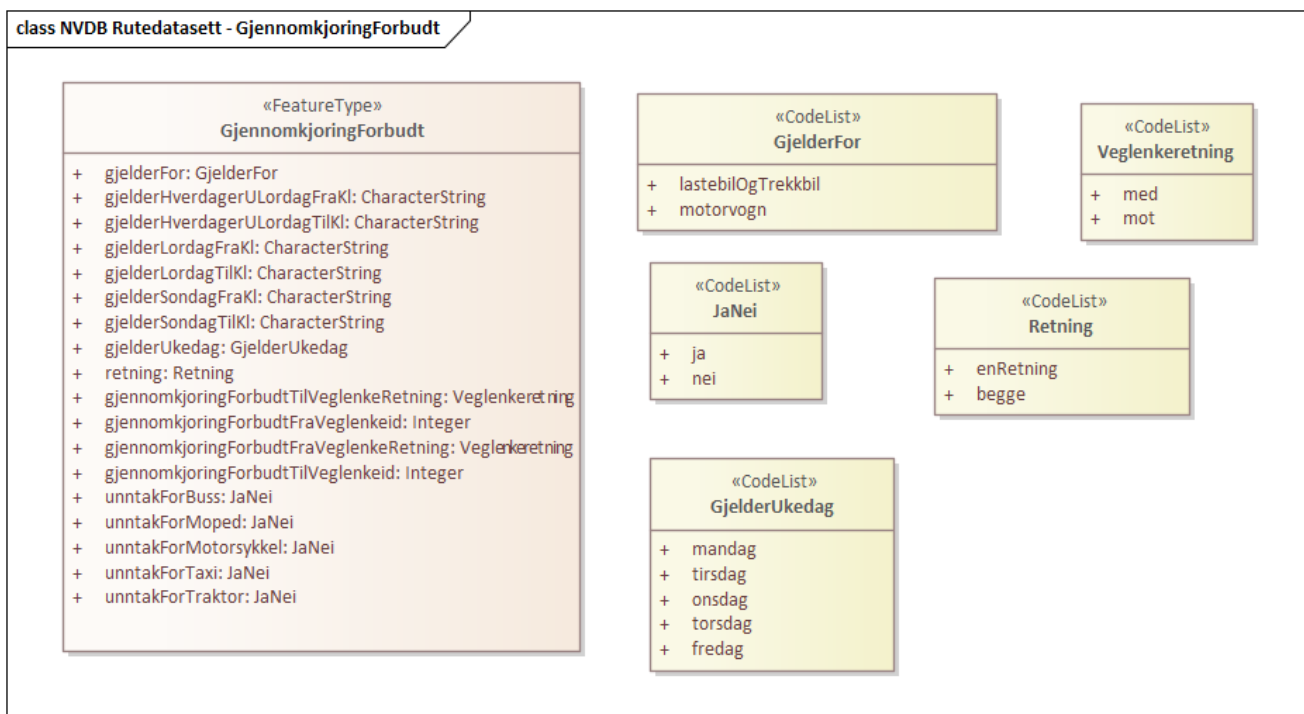 class NVDB Rutedatasett - GjennomkjoringForbudt
«FeatureType»
GjennomkjoringForbudt
+ gjelderFor: GjelderFor
+ gjelderHverdagerULordagFraKl: CharacterString
+ gjelderHverdagerULordagTilKl: CharacterString
+ gjelderLordagFraKl: CharacterString
+ gjelderLordagTilKl: CharacterString
+ gjelderSondagFraKl: CharacterString
+ gjelderSondagTilKl: CharacterString
+ gjelderUkedag: GjelderUkedag
+ retning: Retning
+ gjennomkjoringForbudtTilVeglenkeRetning: Veglenkeretning
+ gjennomkjoringForbudtFraVeglenkeid: Integer
+ gjennomkjoringForbudtFraVeglenkeRetning: Veglenkeretning
+ gjennomkjoringForbudtTilVeglenkeid: Integer
+ unntakForBuss: JaNei
+ unntakForMoped: JaNei
+ unntakForMotorsykkel: JaNei
+ unntakForTaxi: JaNei
+ unntakForTraktor: JaNei
«CodeList»
GjelderFor
+ lastebilOgTrekkbil
+ motorvogn
«CodeList»
Veglenkeretning
+ med
+ mot
«CodeList»
JaNei
+ ja
+ nei
«CodeList»
Retning
+ enRetning
+ begge
«CodeList»
GjelderUkedag
+ mandag
+ tirsdag
+ onsdag
+ torsdag
+ fredag